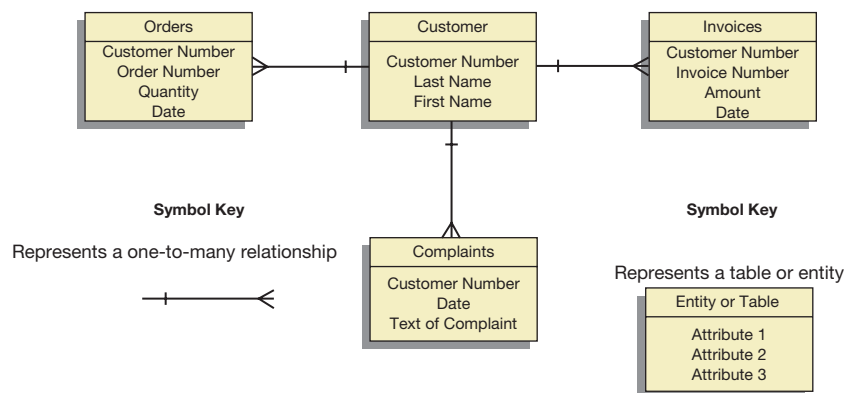 Orders
Customer Number
Order Number
Quantity
Date
Customer
Customer Number
Last Name
First Name
Invoices
Customer Number
Invoice Number
Amount
Date
Symbol Key
Represents a one-to-many relationship
Complaints
Customer Number
Date
Text of Complaint
Symbol Key
Represents a table or entity
Entity or Table
Attribute 1
Attribute 2
Attribute 3